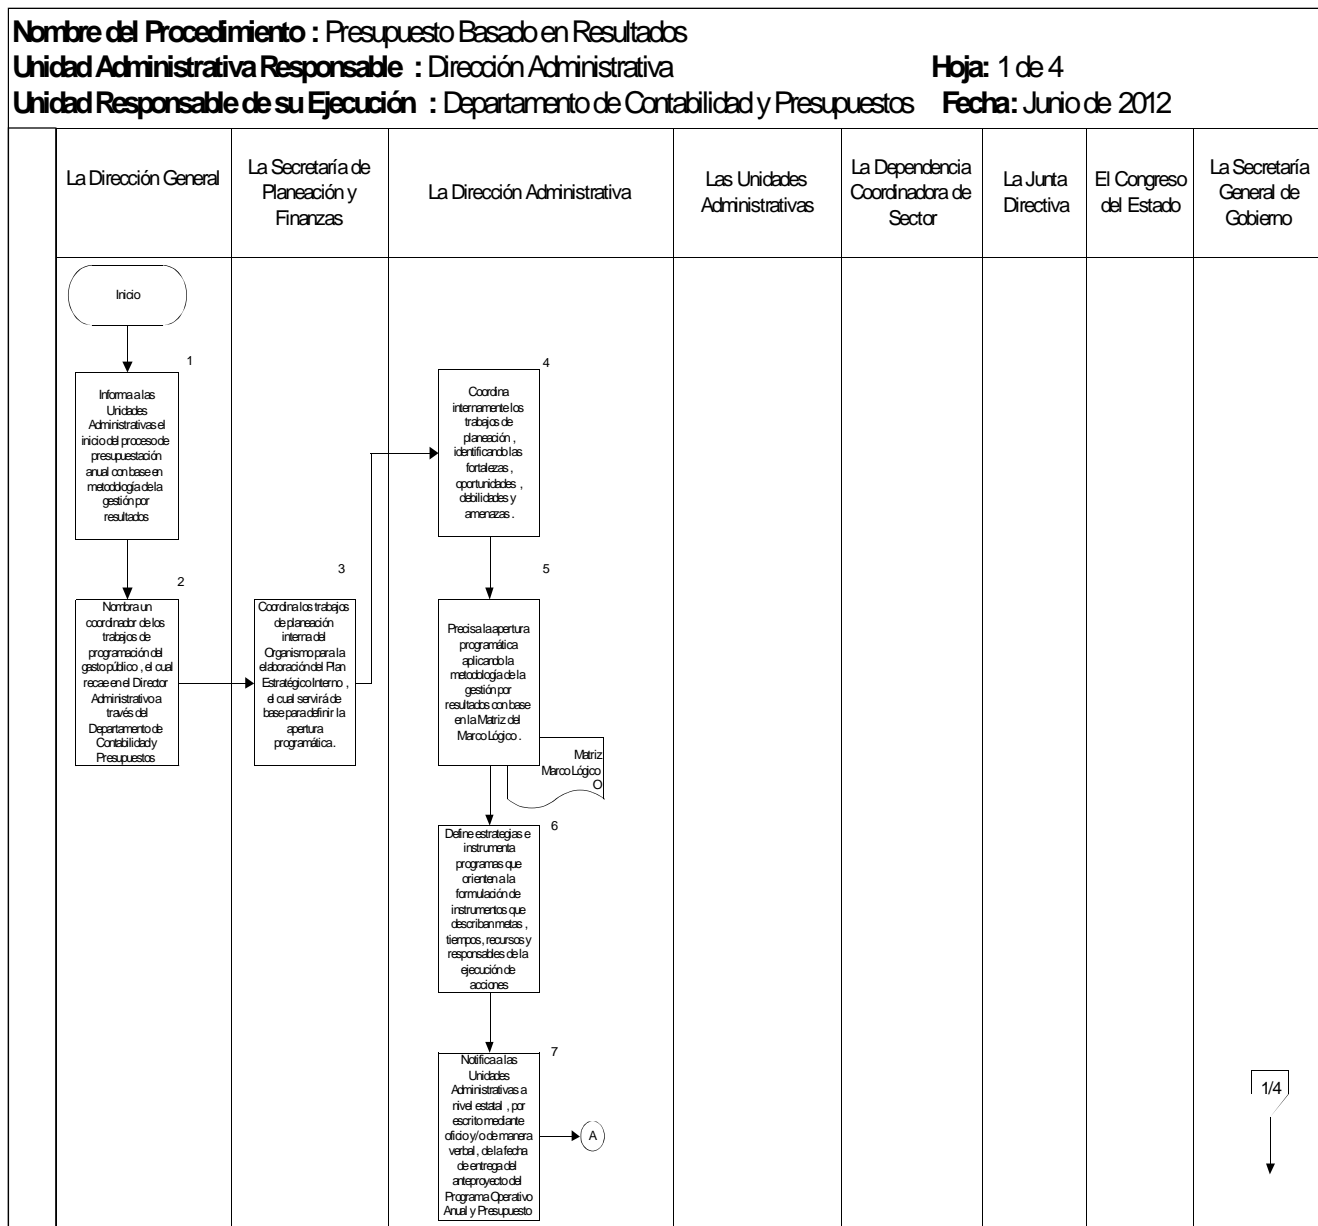 Nombre del Procedimiento : Presupuesto Basado en Resultados
Unidad Administrativa Responsable : Dirección Administrativa Hoja: 1 de 4
Unidad Responsable de su Ejecución : Departamento de Contabilidad y Presupuestos Fecha: Junio de 2012
La Dirección General
La Secretaría de
Planeación y
Finanzas
La Dirección Administrativa
Las Unidades
Administrativas
La Dependencia
Coordinadora de
Sector
La Junta
Directiva
El Congreso
del Estado
La Secretaría
General de
Gobierno
Inicio
1
Informa a las
Unidades
Administrativas el
inicio del proceso de
presupuestación
anual con base en
metodología de la
gestión por
resultados
2
Nombra un
coordinador de los
trabajos de
programación del
gasto público , el cual
recae en el Director
Administrativo a
través del
Departamento de
Contabilidad y
Presupuestos
3
Coordina los trabajos
de planeación
interna del
Organismo para la
elaboración del Plan
Estratégico Interno ,
el cual servirá de
base para definir la
apertura
programática.
4
Coordina
internamente los
trabajos de
planeación ,
identificando las
fortalezas ,
oportunidades ,
debilidades y
amenazas .
5
Precisa la apertura
programática
aplicando la
metodología de la
gestión por
resultados con base
en la Matriz del
Marco Lógico .
Matriz
Marco Lógico
O
6
Define estrategias e
instrumenta
programas que
orienten a la
formulación de
instrumentos que
describan metas ,
tiempos, recursos y
responsables de la
ejecución de
acciones
7
Notifica a las
Unidades
Administrativas a
nivel estatal , por
escrito mediante
oficio y/o de manera
verbal , de la fecha
de entrega del
anteproyecto del
Programa Operativo
Anual y Presupuesto
A
1/4